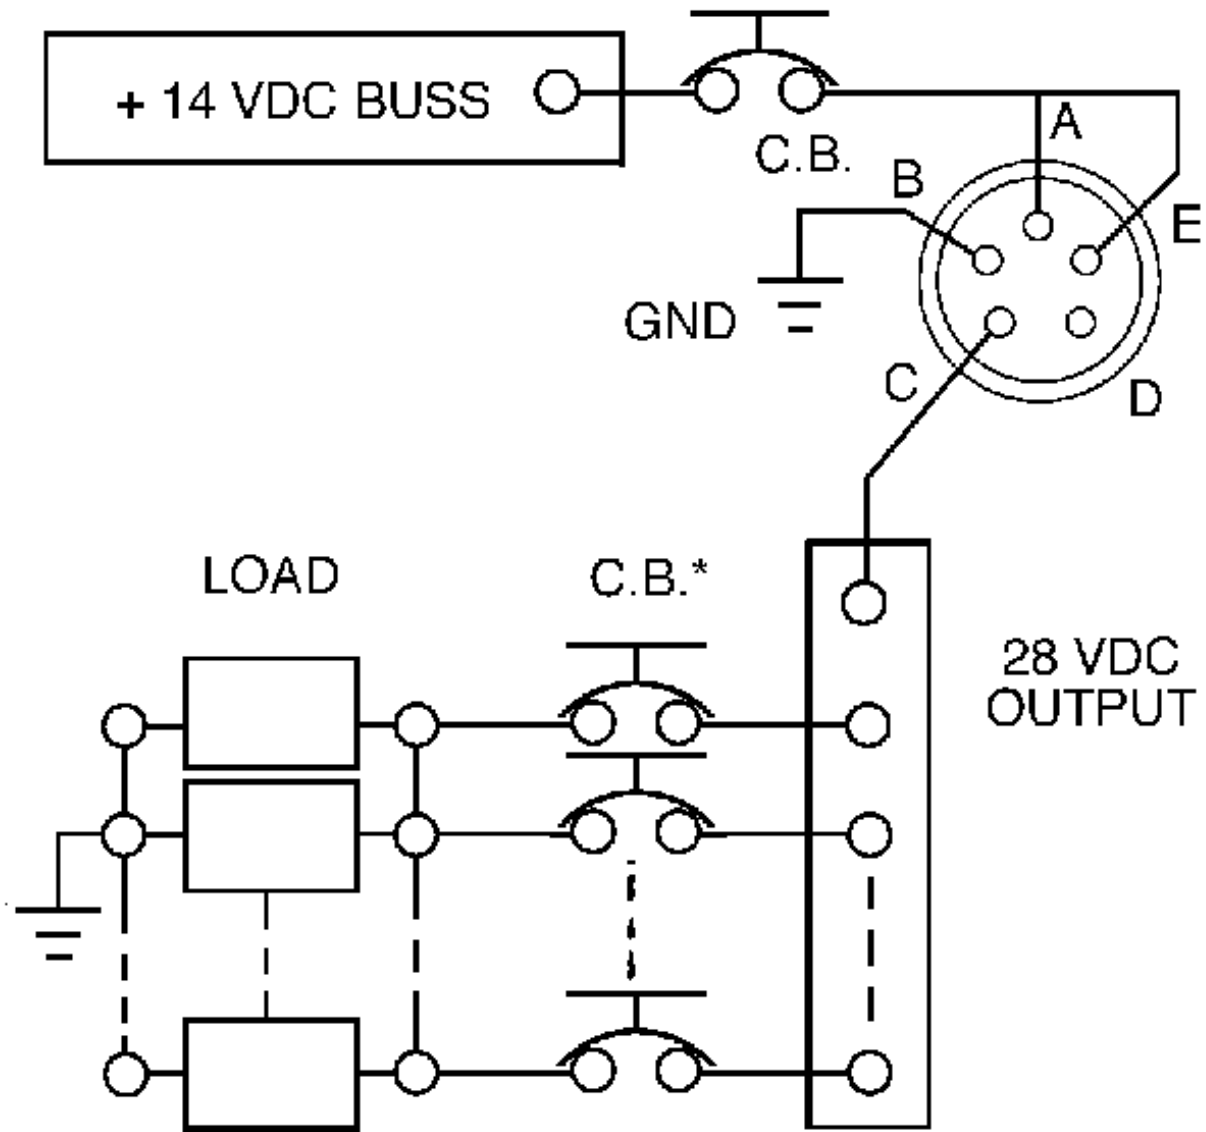 + 14 VDC BUSS
C.B.
A
B
E
GND
C
D
LOAD
C.B.*
28 VDC
OUTPUT